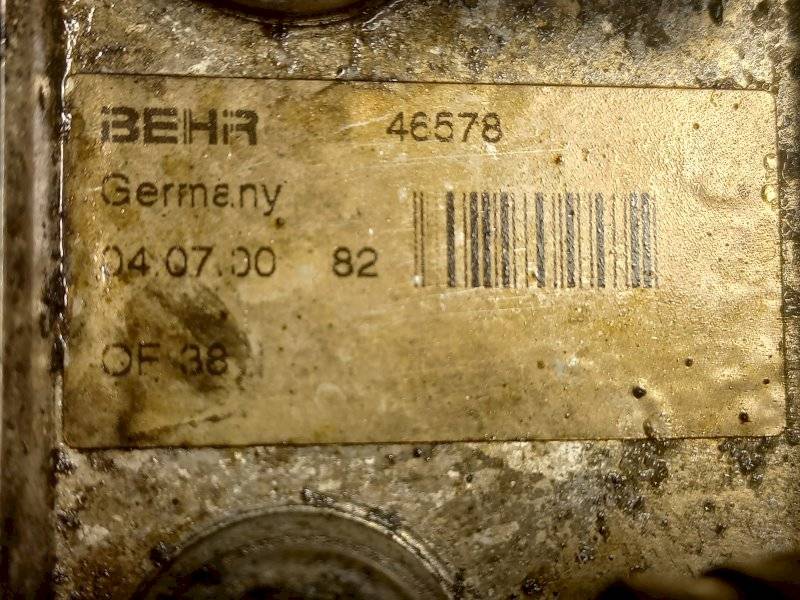 BEHR 46578
Germany
04.07.00 82
OF 38